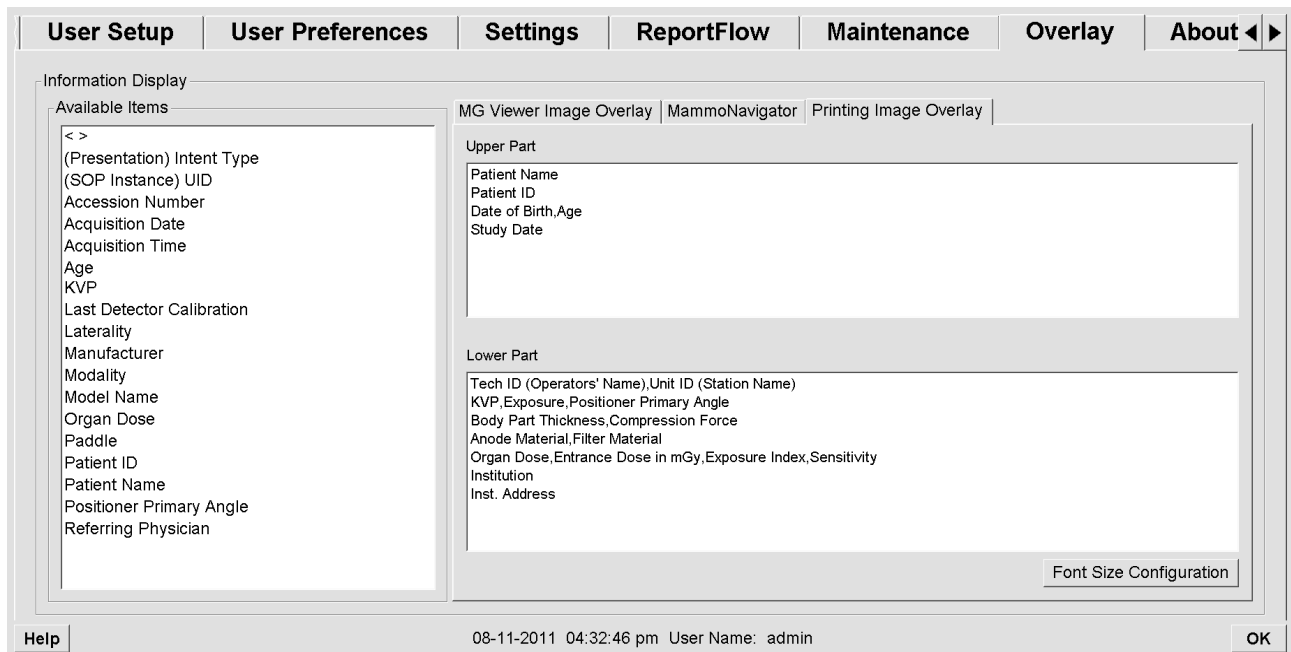 User Setup User Preferences Settings ReportFlow Maintenance Overlay About
Information Display
Available Items
< >
(Presentation) Intent Type
(SOP Instance) UID
Accession Number
Acquisition Date
Acquisition Time
Age
KVP
Last Detector Calibration
Laterality
Manufacturer
Modality
Model Name
Organ Dose
Paddle
Patient ID
Patient Name
Positioner Primary Angle
Referring Physician
MG Viewer Image Overlay MammoNavigator Printing Image Overlay
Upper Part
Patient Name
Patient ID
Date of Birth,Age
Study Date
Lower Part
Tech ID (Operators' Name),Unit ID (Station Name)
KVP,Exposure,Positioner Primary Angle
Body Part Thickness,Compression Force
Anode Material,Filter Material
Organ Dose,Entrance Dose in mGy,Exposure Index,Sensitivity
Institution
Inst. Address
Font Size Configuration
Help 08-11-2011 04:32:46 pm User Name: admin OK